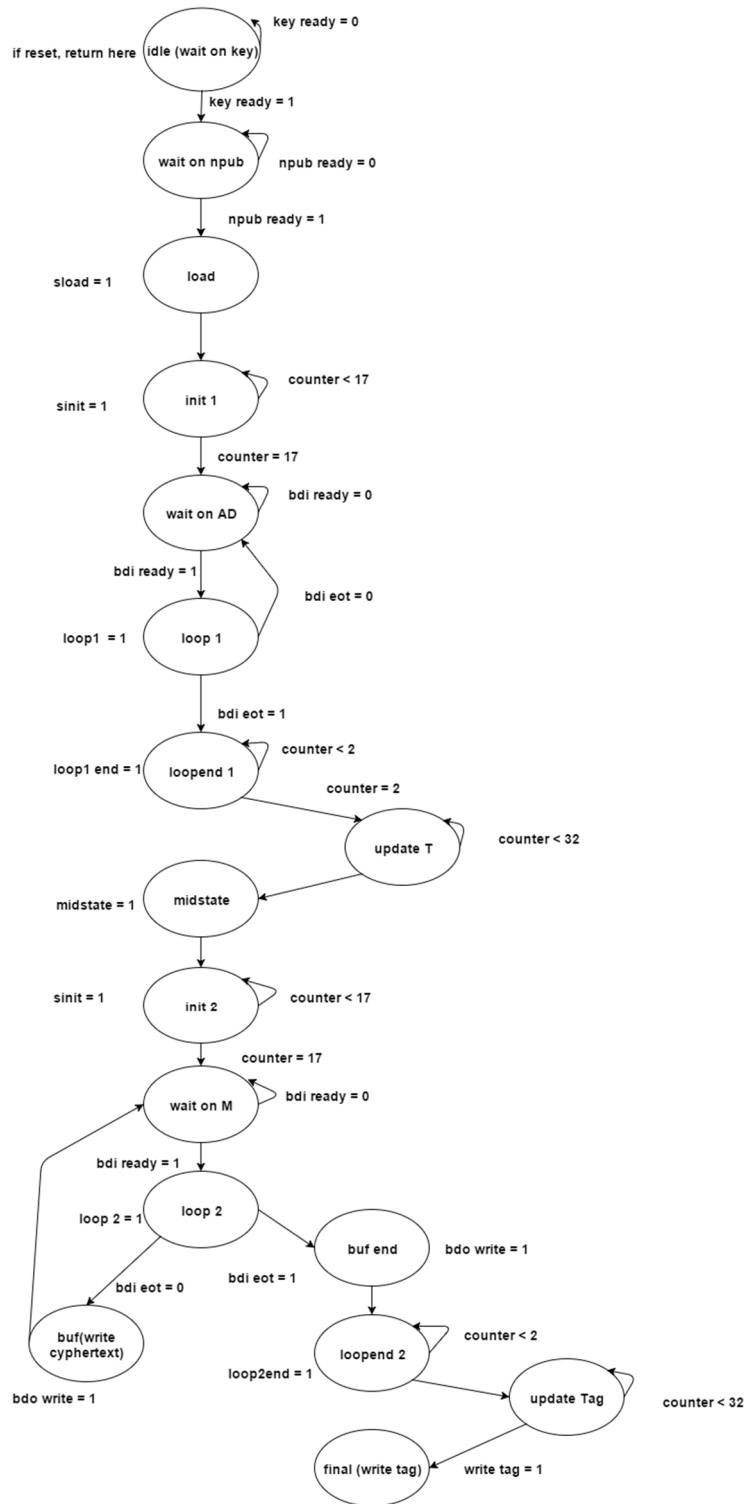 key ready = 0
if reset, return here
idle (wait on key)
key ready = 1
wait on npub
npub ready = 0
npub ready = 1
load
sload = 1
counter < 17
init 1
sinit = 1
counter = 17
bdi ready = 0
wait on AD
bdi ready = 1
bdi eot = 0
loop1 = 1
loop 1
bdi eot = 1
counter < 2
loop1 end = 1
loopend 1
counter = 2
counter < 32
update T
midstate
midstate = 1
sinit = 1
counter < 17
init 2
counter = 17
bdi ready = 0
wait on M
bdi ready = 1
loop 2 = 1
loop 2
buf end
bdo write = 1
bdi eot = 1
bdi eot = 0
counter < 2
buf(write
cyphertext)
loopend 2
loop2end = 1
bdo write = 1
update Tag
counter < 32
final (write tag)
write tag = 1